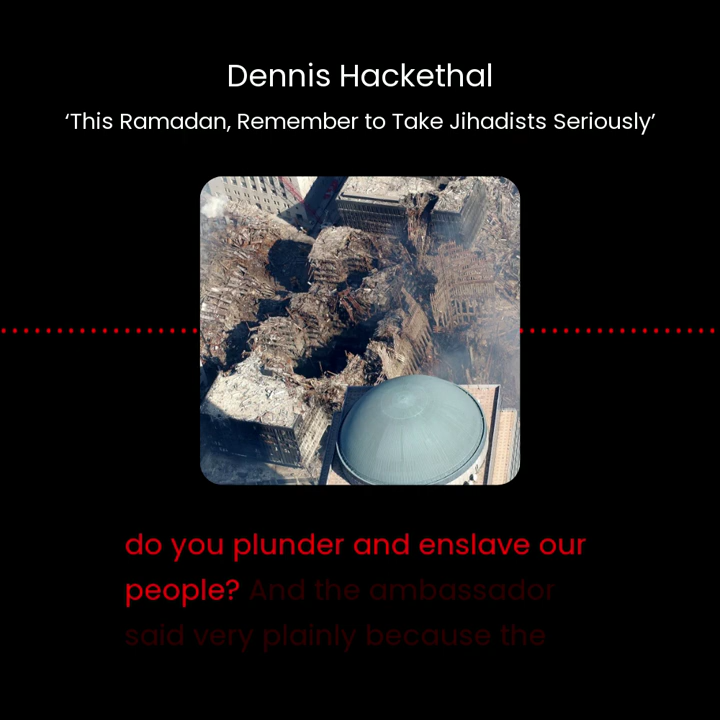 Dennis Hackethal
‘This Ramadan, Remember to Take Jihadists Seriously’
do you plunder and enslave our
people? And the ambassador
said very plainly because the